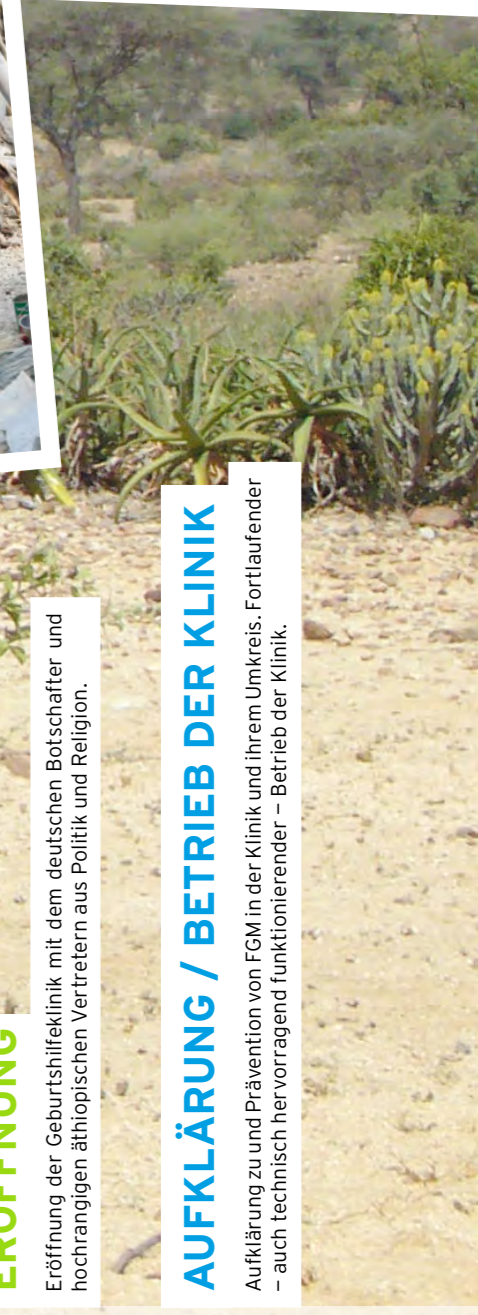 ERÖFFNUNG
Eröffnung der Geburtshilfeklinik mit dem deutschen Botschafter und
hochrangigen äthiopischen Vertretern aus Politik und Religion.
AUFKLÄRUNG / BETRIEB DER KLINIK
Aufklärung zu und Prävention von FGM in der Klinik und ihrem Umkreis. Fortlaufender
– auch technisch hervorragend funktionierender – Betrieb der Klinik.